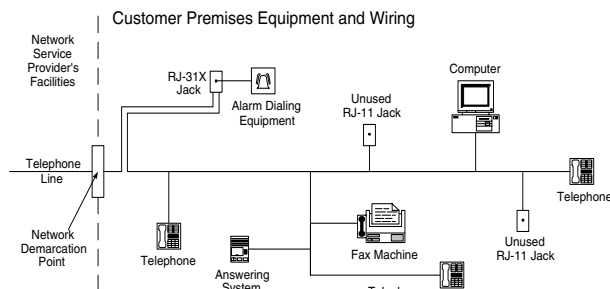 Customer Premises Equipment and Wiring
Network
Service
Provider's
Facilities
RJ-31X
Jack
Alarm Dialing
Equipment
Unused
RJ-11 Jack
Computer
Telephone
Line
Network
Demarcation
Point
Telephone
Answering
System
Fax Machine
Unused
RJ-11 Jack
Telephone